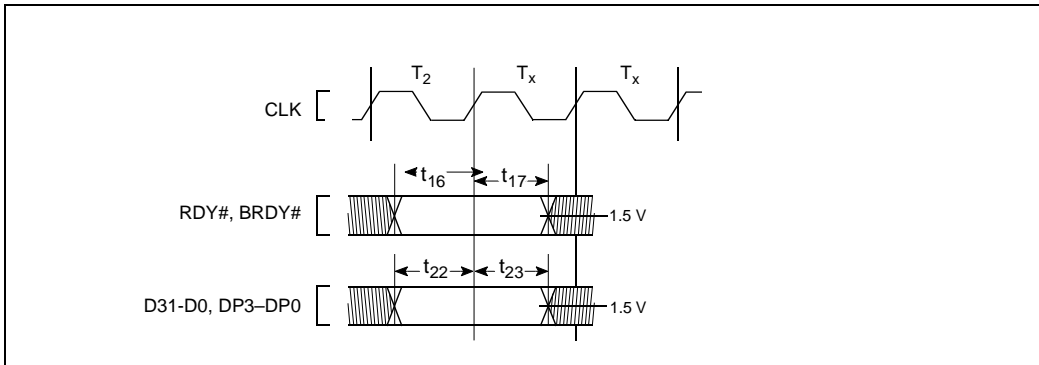 T2 Tx Tx
CLK
t16 t17
RDY#, BRDY#
1.5 V
t22 t23
D31-D0, DP3–DP0
1.5 V